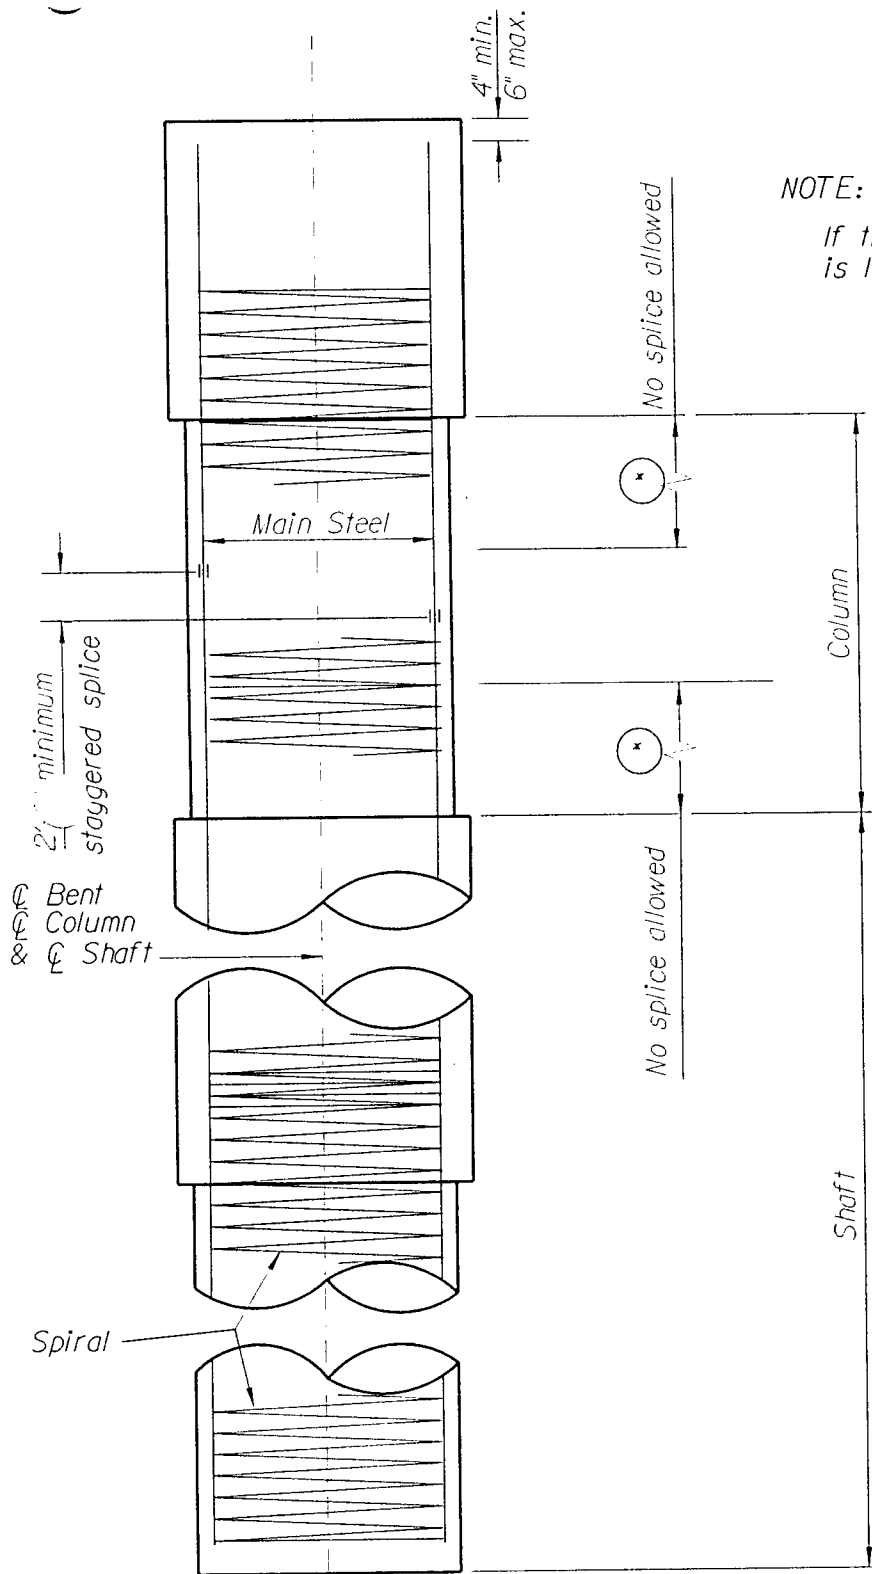 4" min.
6" max.
NOTE:
If
is
No splice allowed
x
Main Steel
Column
minimum
staggered splice
x
℄ Bent
℄ Column
& ℄ Shaft
No splice allowed
Shaft
Spiral